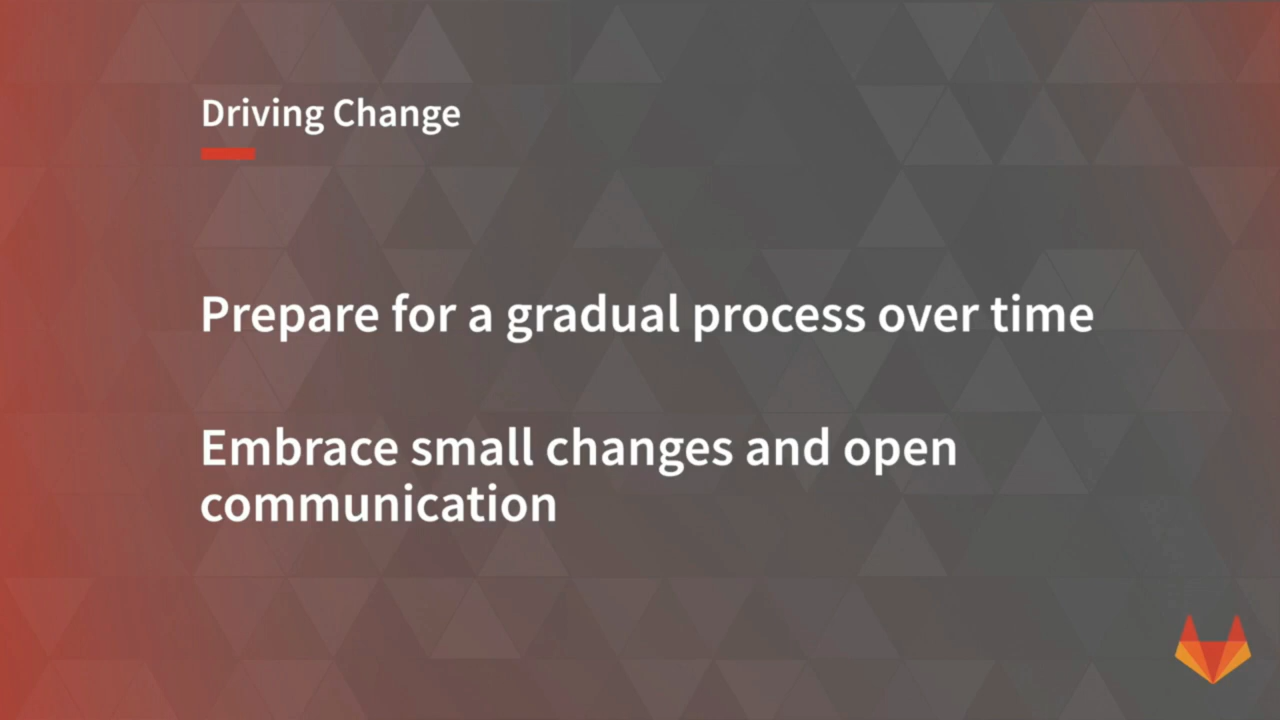 Driving Change
Prepare for a gradual process over time
Embrace small changes and open
communication